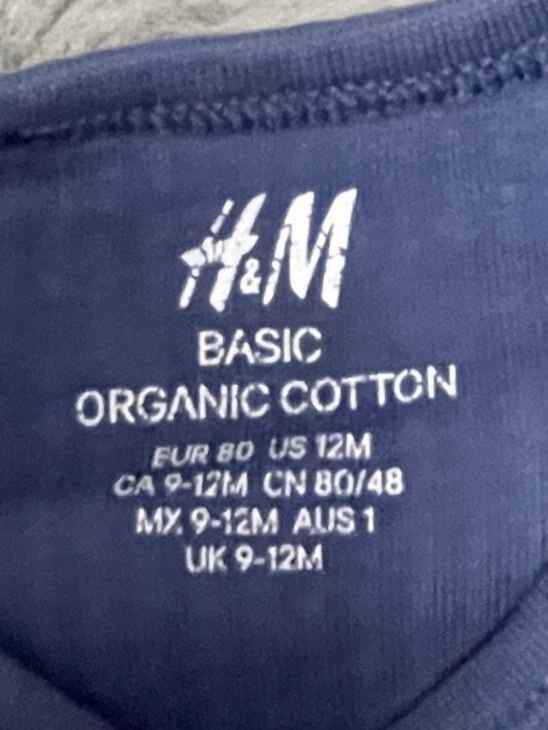 H&M
BASIC
ORGANIC COTTON
EUR 80 US 12M
CA 9-12M CN 80/48
MX 9-12M AUS 1
UK 9-12M